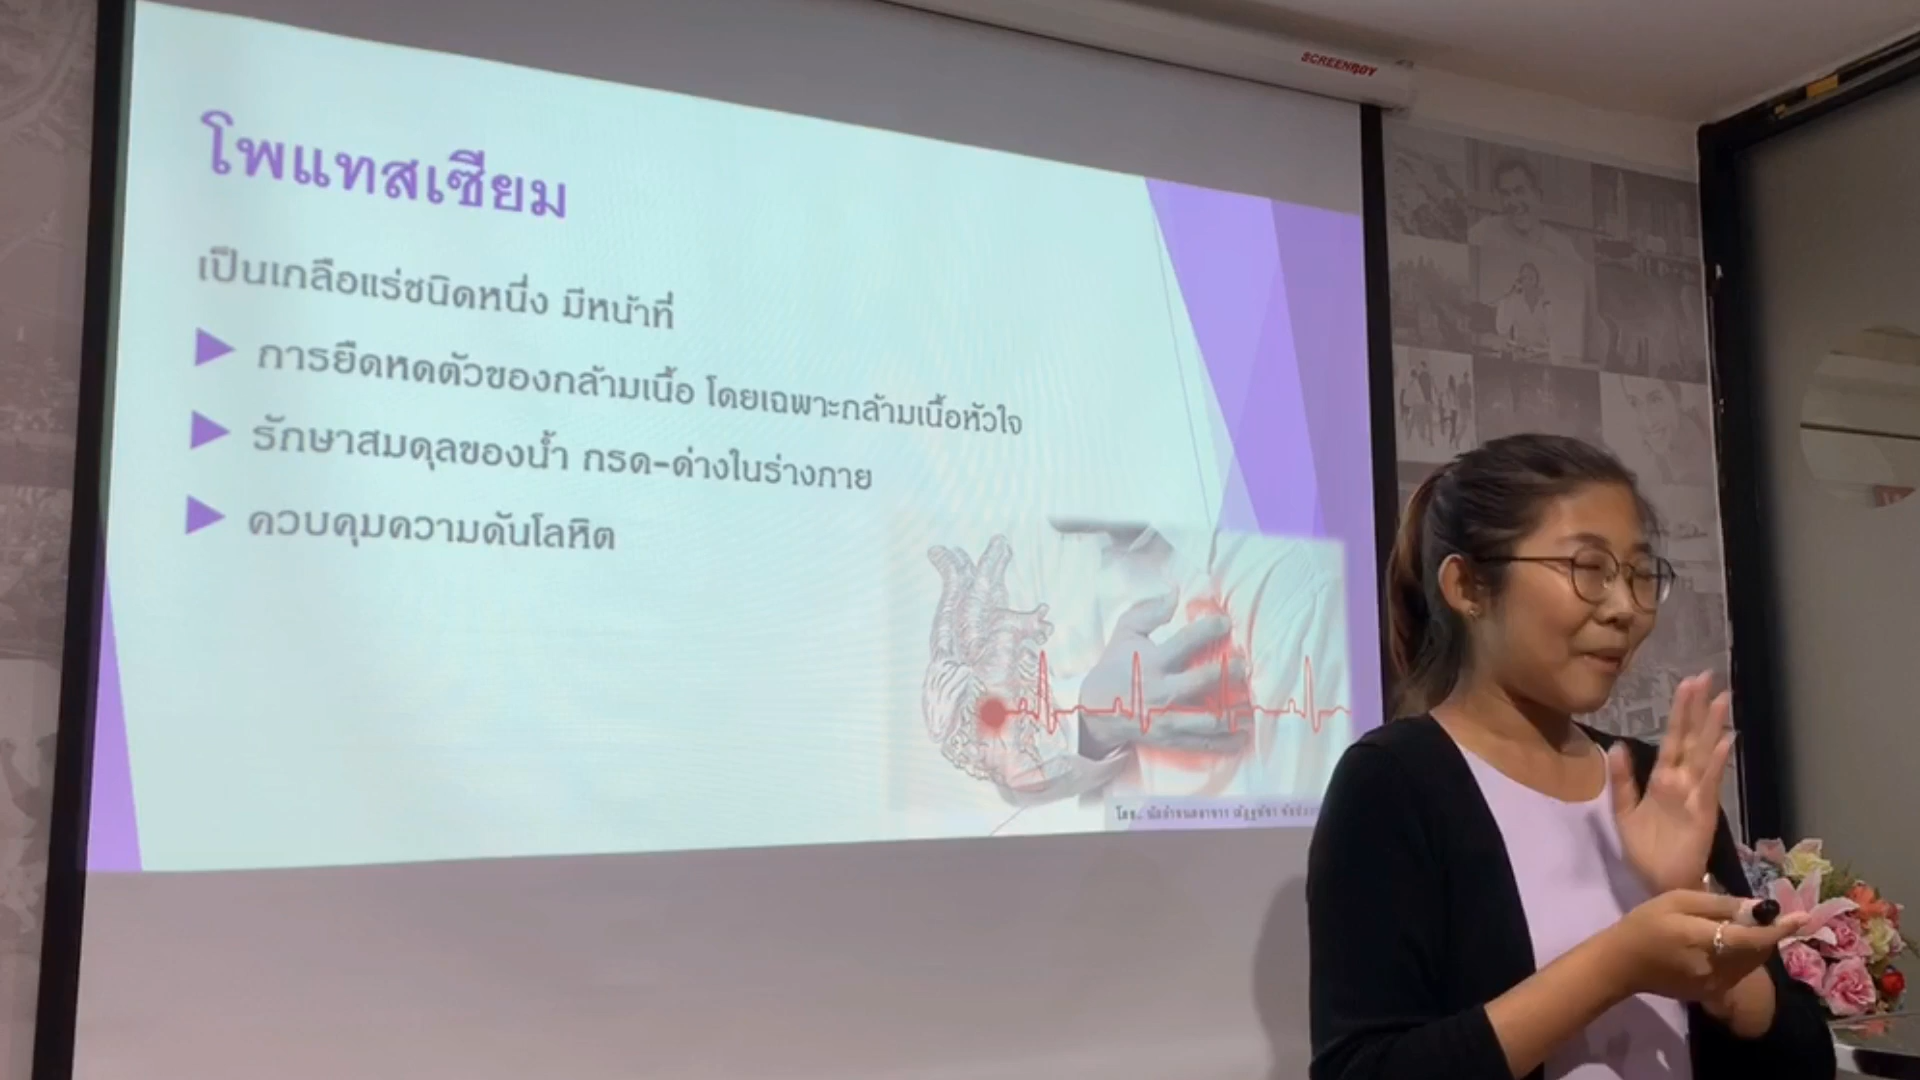 SCREENBOY
โพแทสเซียม
เป็นเกลือแร่ชนิดหนึ่ง มีหน้าที่
การยืดหดตัวของกล้ามเนื้อ โดยเฉพาะกล้ามเนื้อหัวใจ
รักษาสมดุลของน้ำ กรด-ด่างในร่างกาย
ควบคุมความดันโลหิต
โดย..